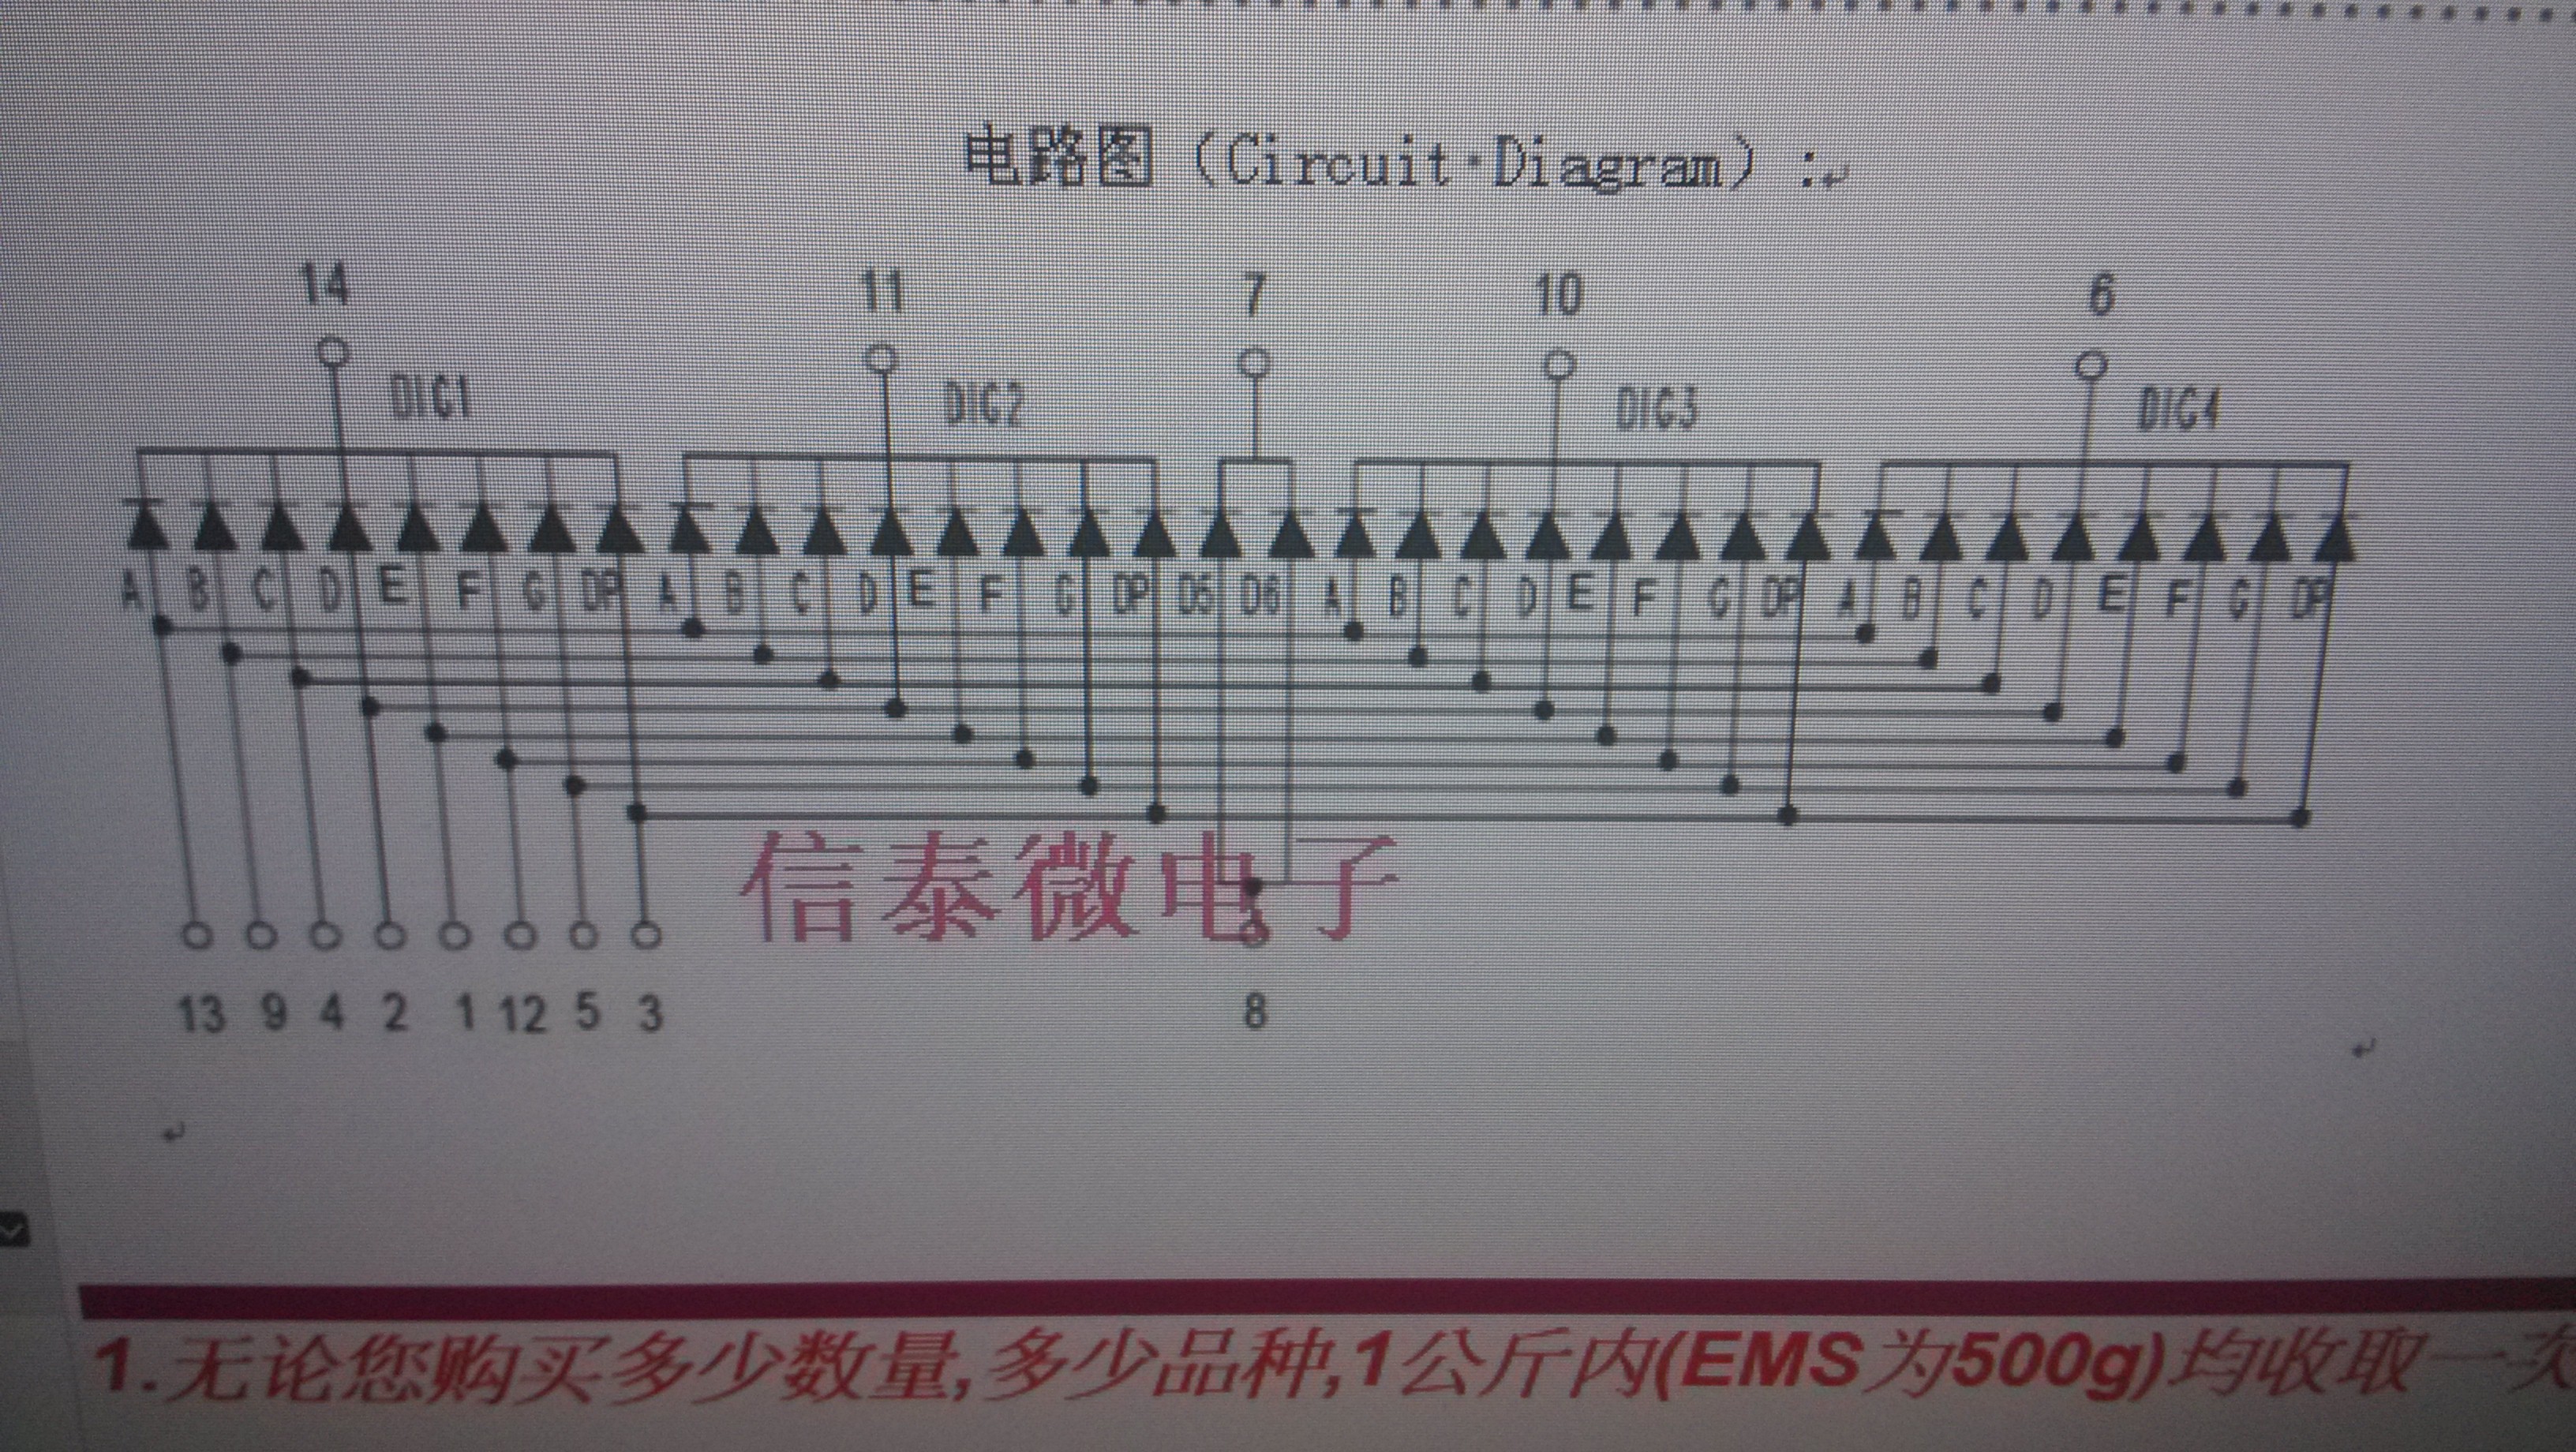 电路图（Circuit·Diagram）:↵
14 11 7 10 6
DIG1 DIG2 DIG3 DIG4
A B C D E F G DP A B C D E F G DP D5 D6 A B C D E F G DP A B C D E F G DP
信泰微电子
13 9 4 2 1 12 5 3 8
1.无论您购买多少数量,多少品种,1公斤内(EMS为500g)均收取一次